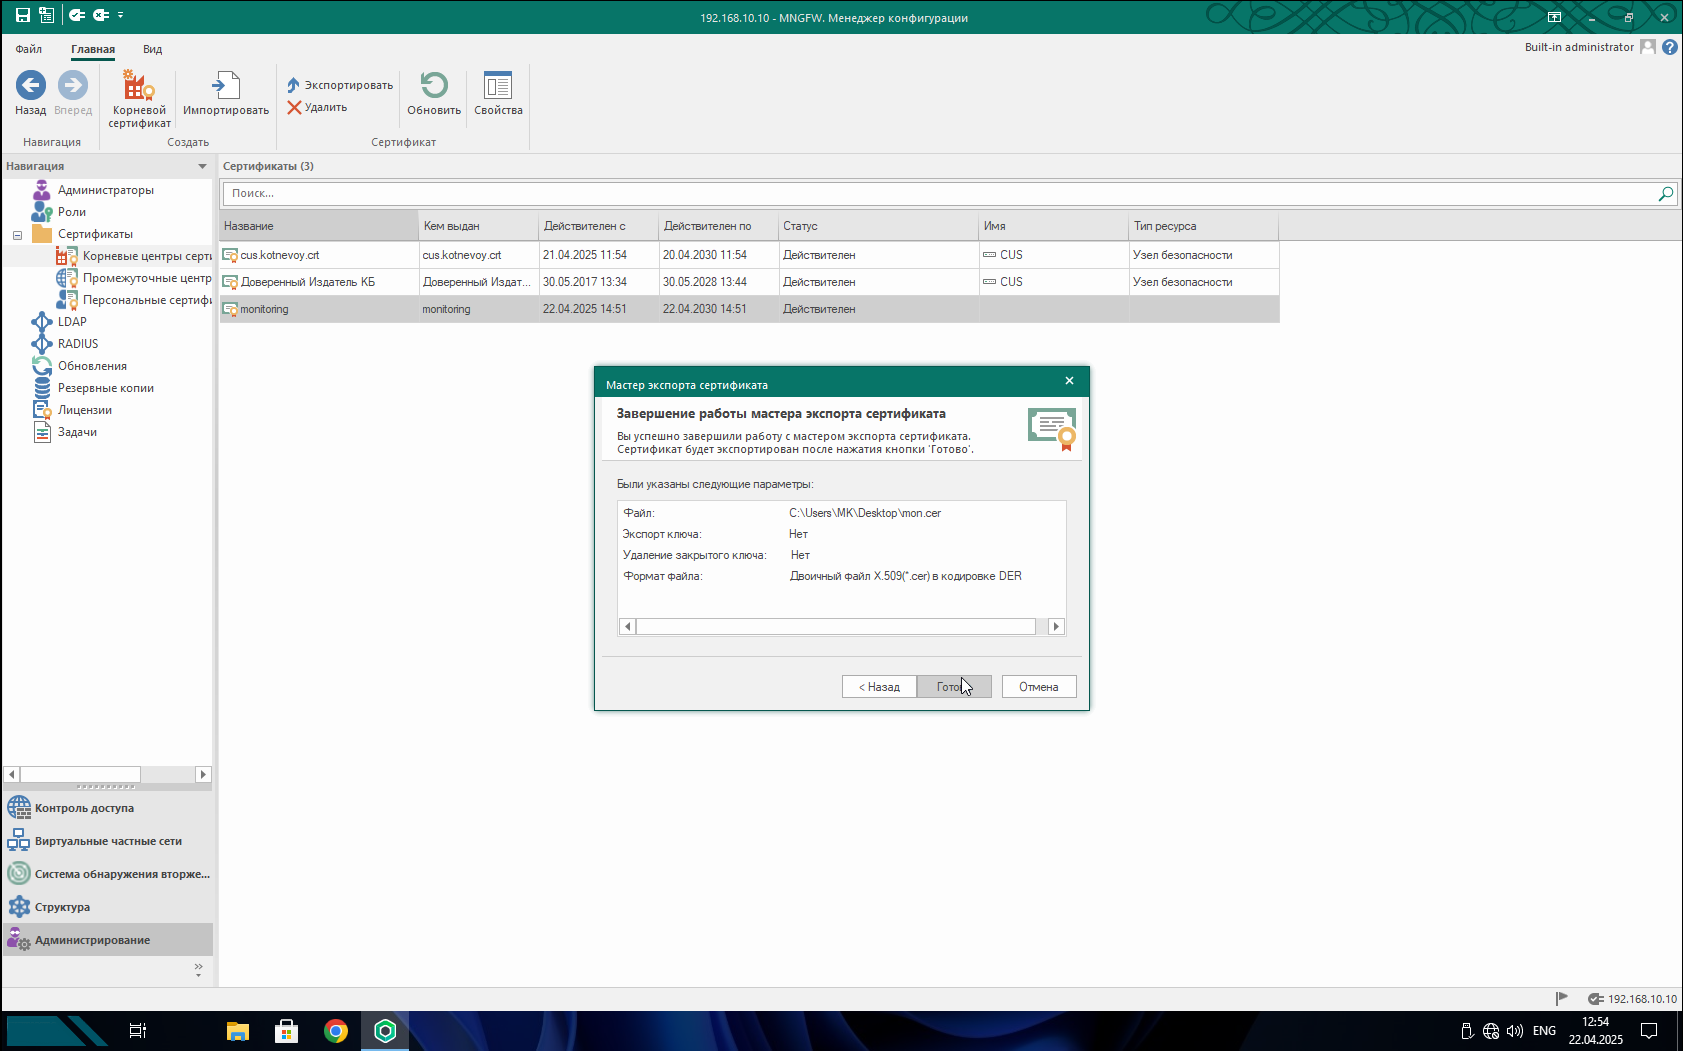 192.168.10.10 - MNGFW. Менеджер конфигурации
Файл
Главная
Вид
Built-in administrator
Назад
Вперед
Корневой
сертификат
Импортировать
Экспортировать
Удалить
Обновить
Свойства
Навигация
Создать
Сертификат
Навигация
Администраторы
Роли
Сертификаты
Корневые центры серти
Промежуточные центр
Персональные сертифи
LDAP
RADIUS
Обновления
Резервные копии
Лицензии
Задачи
Контроль доступа
Виртуальные частные сети
Система обнаружения вторже...
Структура
Администрирование
Сертификаты (3)
Поиск...
Название Кем выдан Действителен с Действителен по Статус Имя Тип ресурса
cus.kotnevoy.crt cus.kotnevoy.crt 21.04.2025 11:54 20.04.2030 11:54 Действителен CUS Узел безопасности
Доверенный Издатель КБ Доверенный Издат... 30.05.2017 13:34 30.05.2028 13:44 Действителен CUS Узел безопасности
monitoring monitoring 22.04.2025 14:51 22.04.2030 14:51 Действителен
Мастер экспорта сертификата
Завершение работы мастера экспорта сертификата
Вы успешно завершили работу с мастером экспорта сертификата.
Сертификат будет экспортирован после нажатия кнопки 'Готово'.
Были указаны следующие параметры:
Файл: C:\Users\MK\Desktop\mon.cer
Экспорт ключа: Нет
Удаление закрытого ключа: Нет
Формат файла: Двоичный файл X.509(*.cer) в кодировке DER
< Назад
Гото
Отмена
192.168.10.10
ENG
12:54
22.04.2025